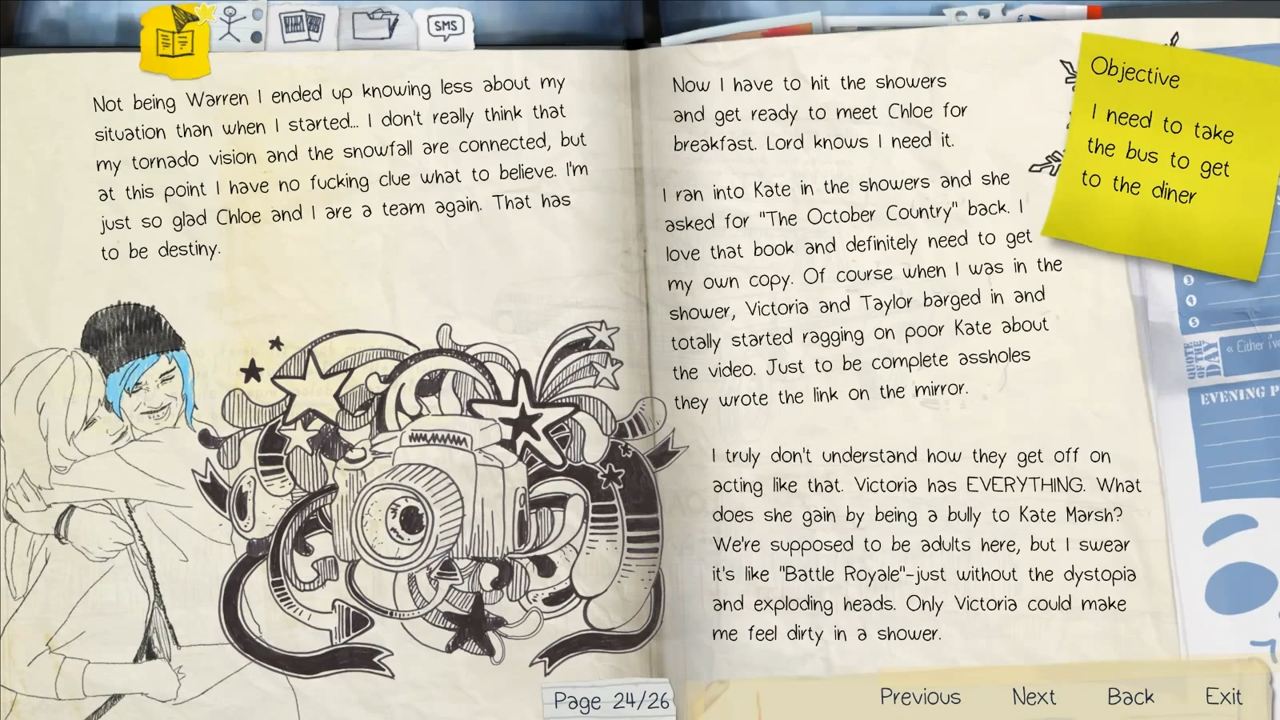 SMS
Not being Warren I ended up knowing less about my
situation than when I started... I don't really think that
my tornado vision and the snowfall are connected, but
at this point I have no fucking clue what to believe. I'm
just so glad Chloe and I are a team again. That has
to be destiny.
Now I have to hit the showers
and get ready to meet Chloe for
breakfast. Lord knows I need it.
I ran into Kate in the showers and she
asked for "The October Country" back. I
love that book and definitely need to get
my own copy. Of course when I was in the
shower, Victoria and Taylor barged in and
totally started ragging on poor Kate about
the video. Just to be complete assholes
they wrote the link on the mirror.
I truly don't understand how they get off on
acting like that. Victoria has EVERYTHING. What
does she gain by being a bully to Kate Marsh?
We're supposed to be adults here, but I swear
it's like "Battle Royale"-just without the dystopia
and exploding heads. Only Victoria could make
me feel dirty in a shower.
Objective
I need to take
the bus to get
to the diner
3
4
5
QUOTE
OF THE
DAY
« Either I've
EVENING P
Page 24/26
Previous
Next
Back
Exit